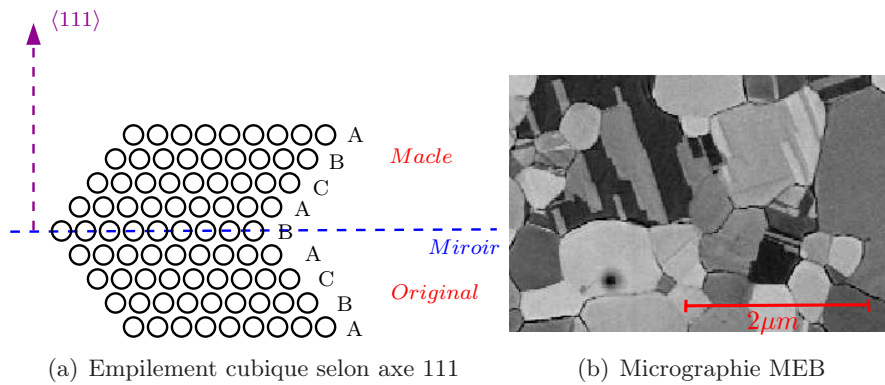 ⟨111⟩
A
B
Macle
C
A
B
Miroir
A
C
Original
B
A
2μm
(a) Empilement cubique selon axe 111
(b) Micrographie MEB